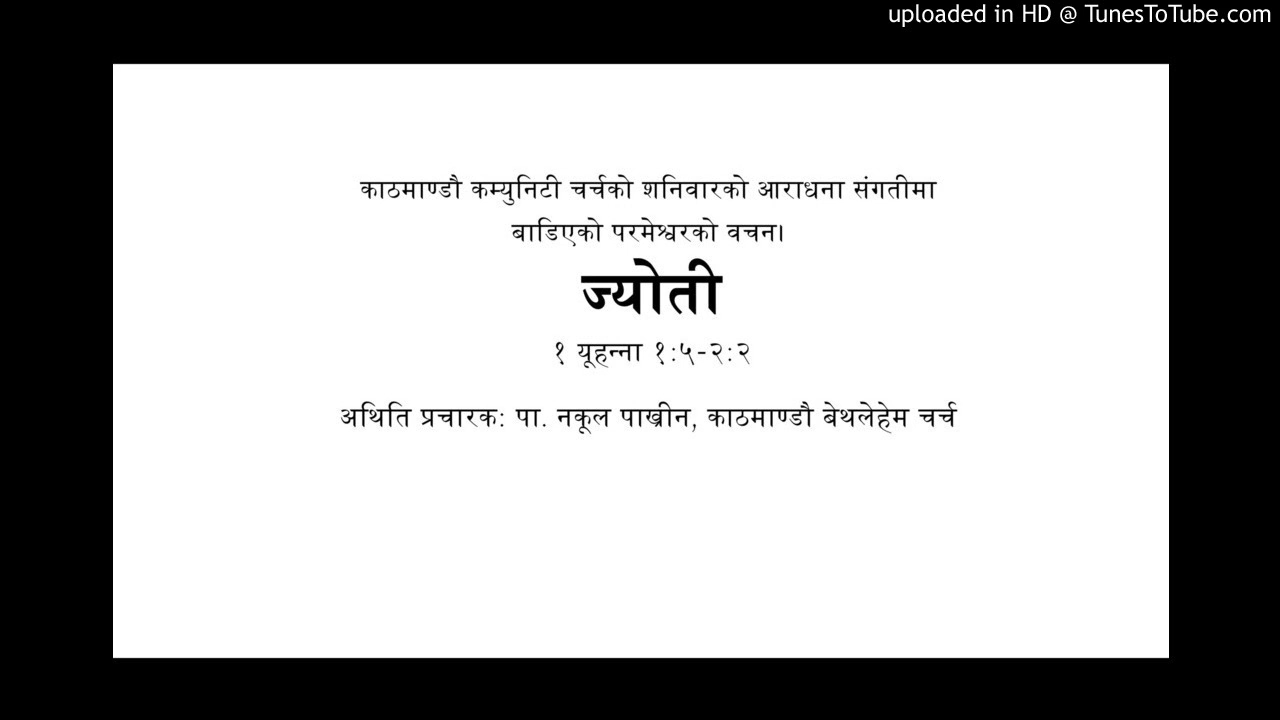 uploaded in HD @ TunesToTube.com
काठमाण्डौ कम्युनिटी चर्चको शनिवारको आराधना संगतीमा
बाडिएको परमेश्वरको वचन।
ज्योती
१ यूहन्ना १:५-२:२
अथिति प्रचारक: पा. नकूल पाख्रीन, काठमाण्डौ बेथलेहेम चर्च